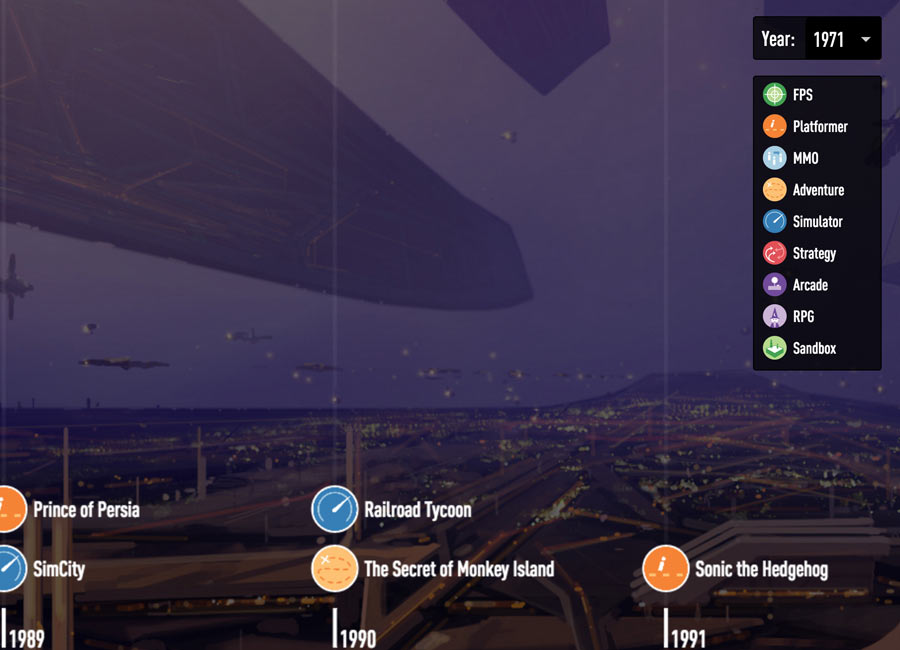 Year: 1971
FPS
Platformer
MMO
Adventure
Simulator
Strategy
Arcade
RPG
Sandbox
Prince of Persia
Railroad Tycoon
SimCity
The Secret of Monkey Island
Sonic the Hedgehog
1989
1990
1991